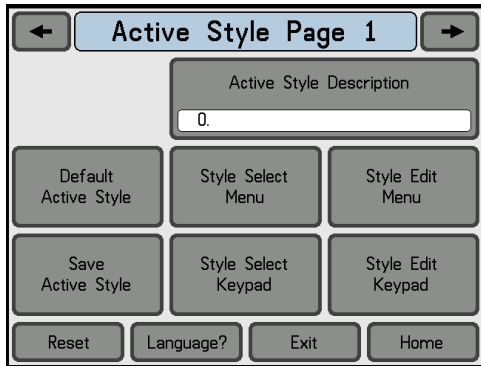 Active Style Page 1
Active Style Description
0.
Default
Active Style
Style Select
Menu
Style Edit
Menu
Save
Active Style
Style Select
Keypad
Style Edit
Keypad
Reset
Language?
Exit
Home